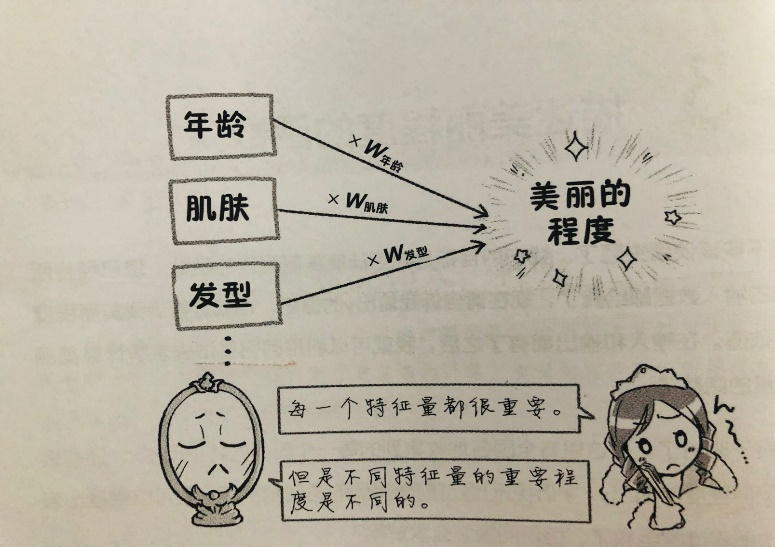 年龄
× W年龄
肌肤
× W肌肤
美丽的
程度
发型
× W发型
每一个特征量都很重要。
但是不同特征量的重要程
度是不同的。
ん~…